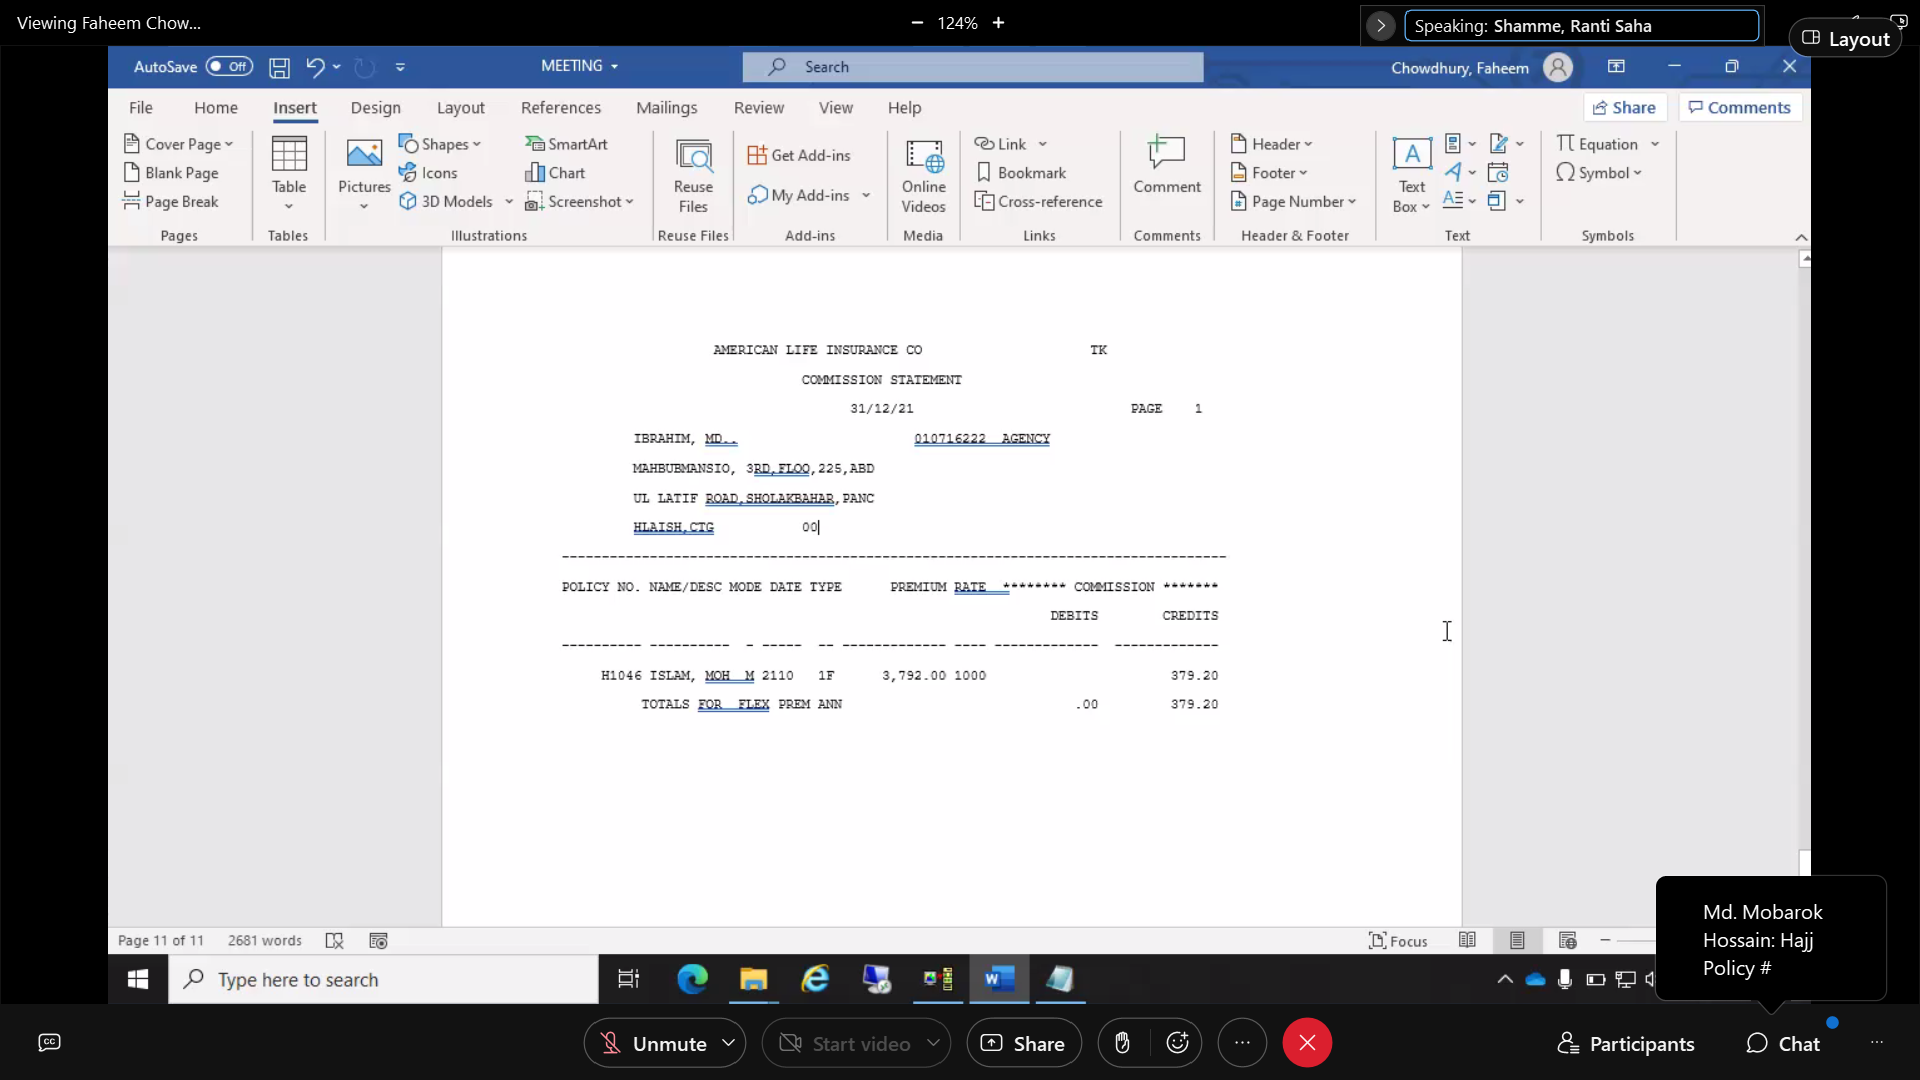 Viewing Faheem Chow...
124%
Speaking: Shamme, Ranti Saha
Layout
AutoSave Off
MEETING
Search
Chowdhury, Faheem
File Home Insert Design Layout References Mailings Review View Help
Share Comments
Cover Page
Blank Page
Page Break
Pages
Table
Tables
Pictures
Shapes
Icons
3D Models
SmartArt
Chart
Screenshot
Illustrations
Reuse
Files
Reuse Files
Get Add-ins
My Add-ins
Add-ins
Online
Videos
Media
Link
Bookmark
Cross-reference
Links
Comment
Comments
Header
Footer
Page Number
Header & Footer
Text
Box
Text
Equation
Symbol
Symbols
AMERICAN LIFE INSURANCE CO TK
COMMISSION STATEMENT
31/12/21 PAGE 1
IBRAHIM, MD.. 010716222 AGENCY
MAHBUBMANSIO, 3RD,FLOO,225,ABD
UL LATIF ROAD,SHOLAKBAHAR,PANC
HLAISH,CTG 00
-----------------------------------------------------------------------------------
POLICY NO. NAME/DESC MODE DATE TYPE PREMIUM RATE ******** COMMISSION *******
DEBITS CREDITS
---------- ---------- - ----- -- ------------- ---- ------------- -------------
H1046 ISLAM, MOH M 2110 1F 3,792.00 1000 379.20
TOTALS FOR FLEX PREM ANN .00 379.20
Page 11 of 11 2681 words
Focus
Type here to search
Md. Mobarok
Hossain: Hajj
Policy #
CC
Unmute
Start video
Share
Participants
Chat